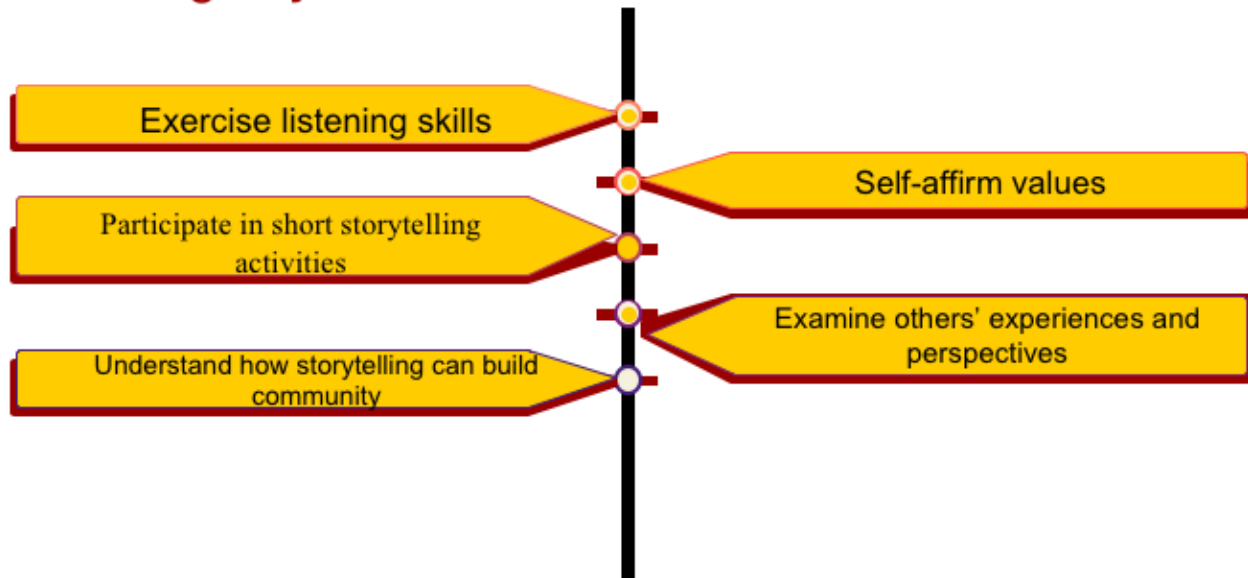 Exercise listening skills
Self-affirm values
Participate in short storytelling
activities
Examine others’ experiences and
perspectives
Understand how storytelling can build
community